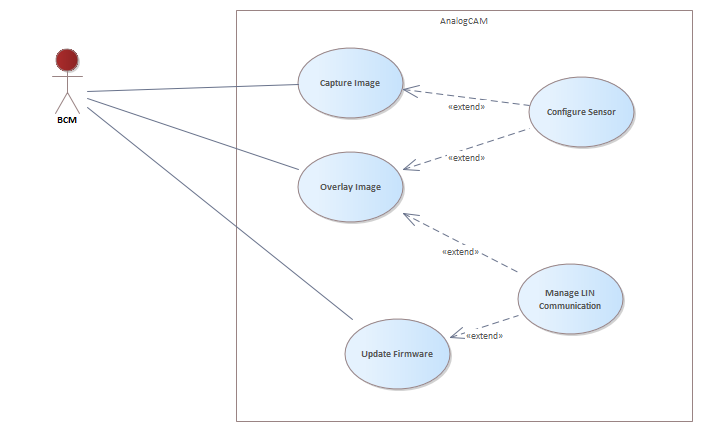 AnalogCAM
Capture Image
«extend»
Configure Sensor
BCM
«extend»
Overlay Image
«extend»
Manage LIN
Communication
«extend»
Update Firmware